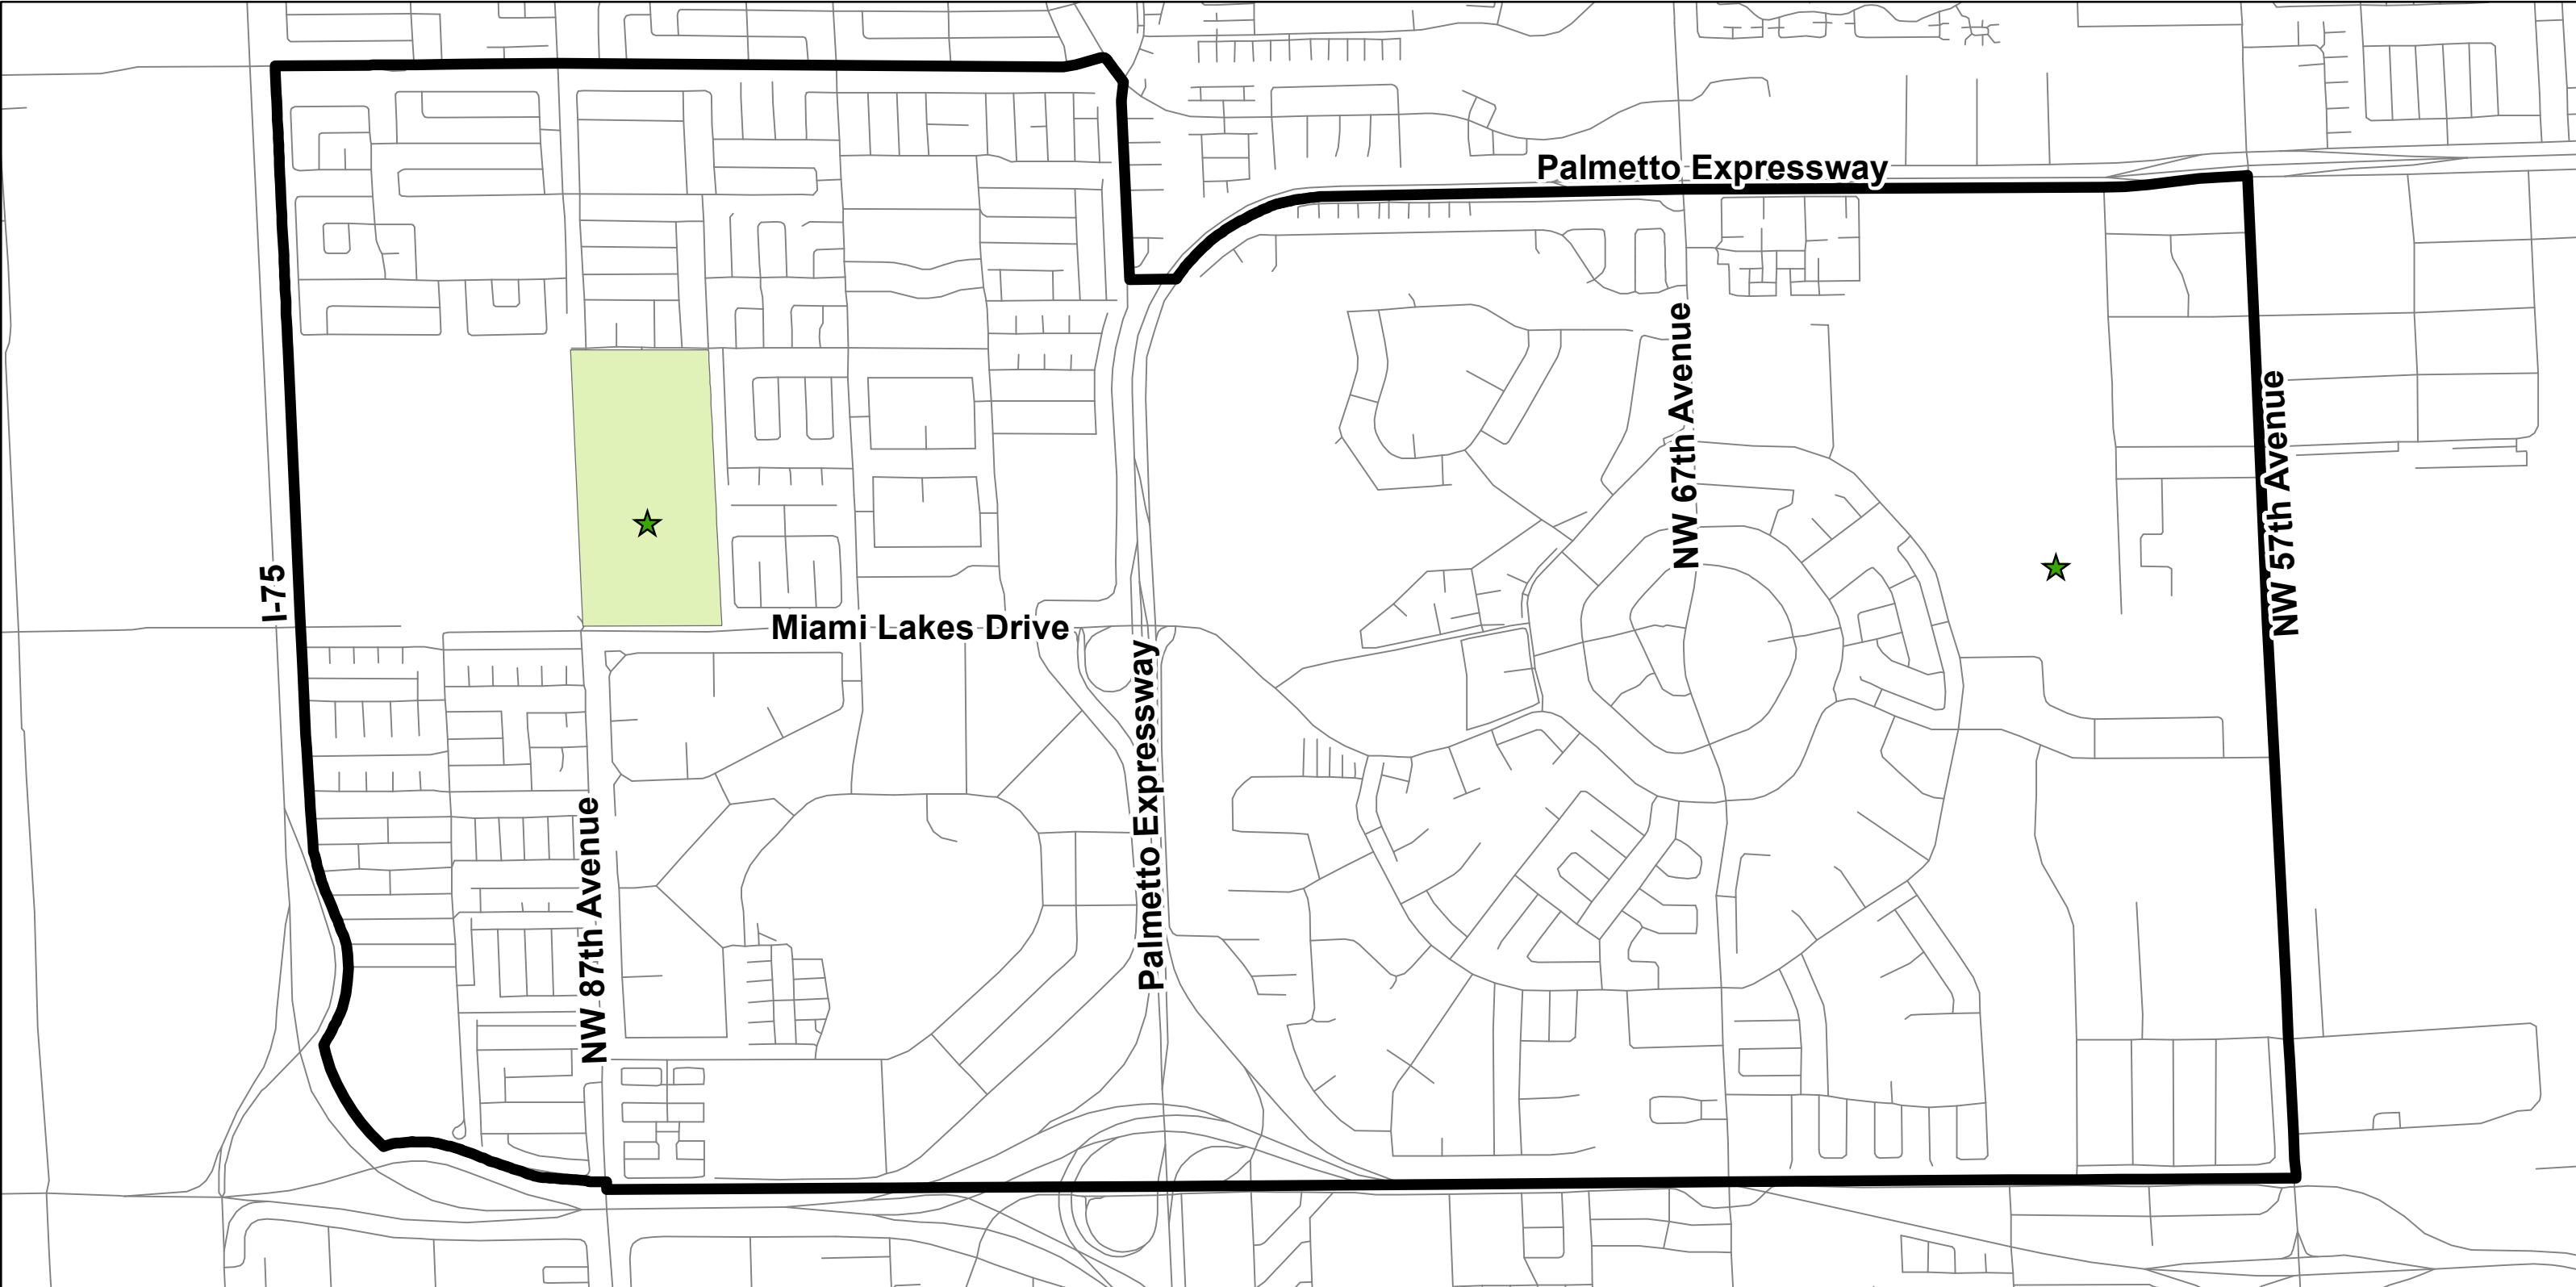 Palmetto Expressway
NW 67th Avenue
NW 57th Avenue
I-75
Miami Lakes Drive
Palmetto Expressway
NW 87th Avenue